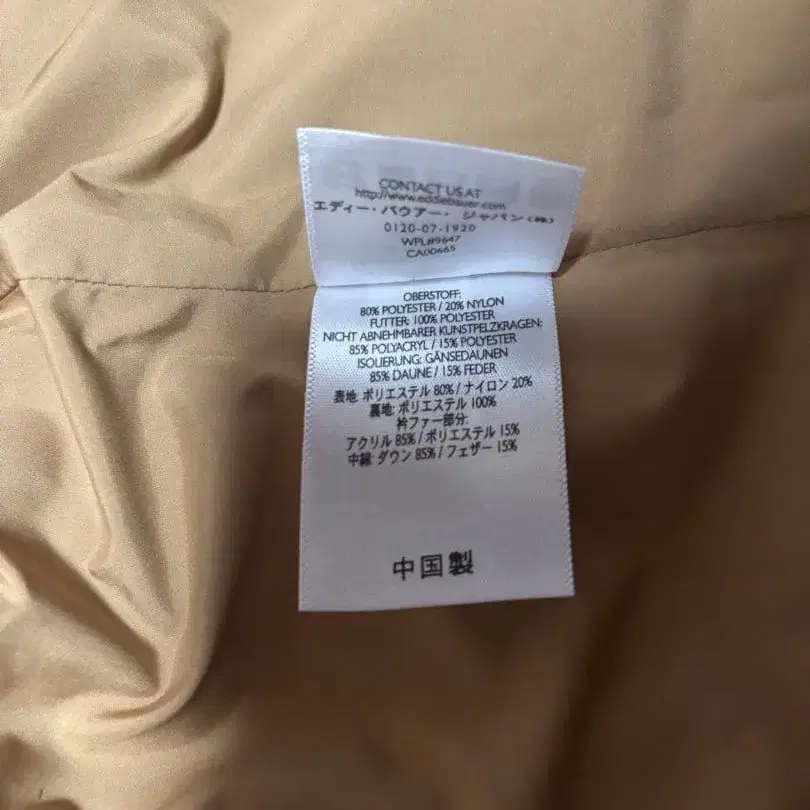 CONTACT US AT
http://www.eddiebauer.com
エディー・バウアー・ ジャパン(株)
0120-07-1920
WPL#9647
CA00665
OBERSTOFF:
80% POLYESTER / 20% NYLON
FUTTER: 100% POLYESTER
NICHT ABNEHMBARER KUNSTPELZKRAGEN:
85% POLYACRYL / 15% POLYESTER
ISOLIERUNG: GÄNSEDAUNEN
85% DAUNE / 15% FEDER
表地: ポリエステル 80% / ナイロン 20%
裏地: ポリエステル 100%
衿ファー部分:
アクリル 85% / ポリエステル 15%
中綿: ダウン 85% / フェザー 15%
中国製